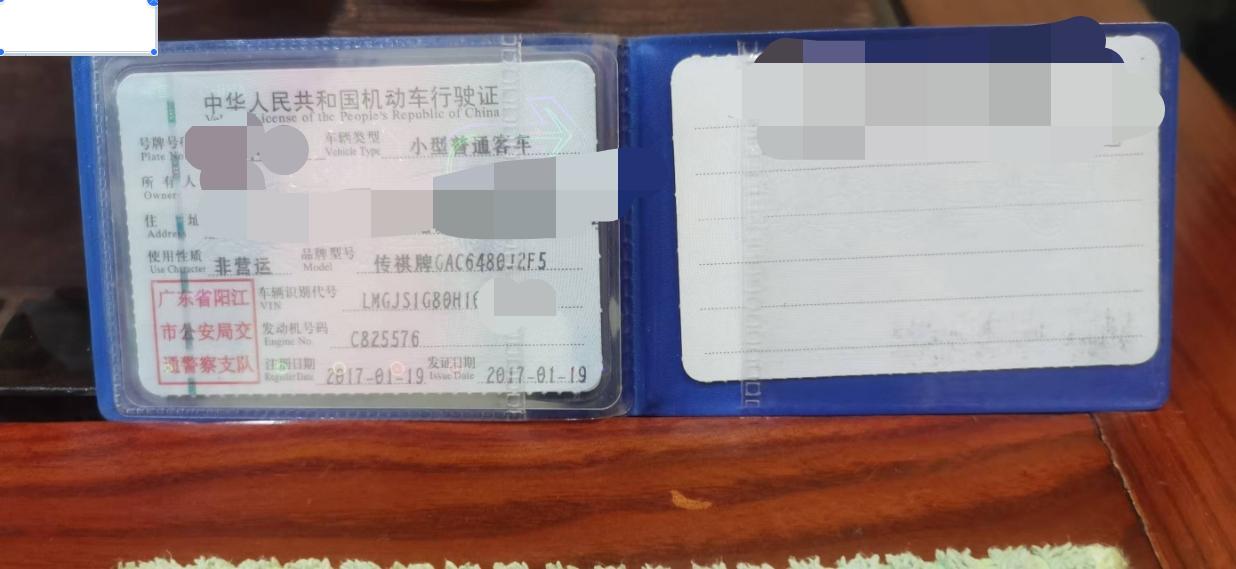 中华人民共和国机动车行驶证
License of the People's Republic of China
号牌号
Plate No
车辆类型 小型普通客车
Vehicle Type
所有人
Owner
住址
Address
使用性质 非营运 品牌型号 传祺牌GAC6480J2F5
Use Character Model
广东省阳江
市公安局交
通警察支队
车辆识别代号 LMGJS1G80H1
VIN
发动机号码 C825576
Engine No.
注册日期 2017-01-19 发证日期 2017-01-19
Register Date Issue Date